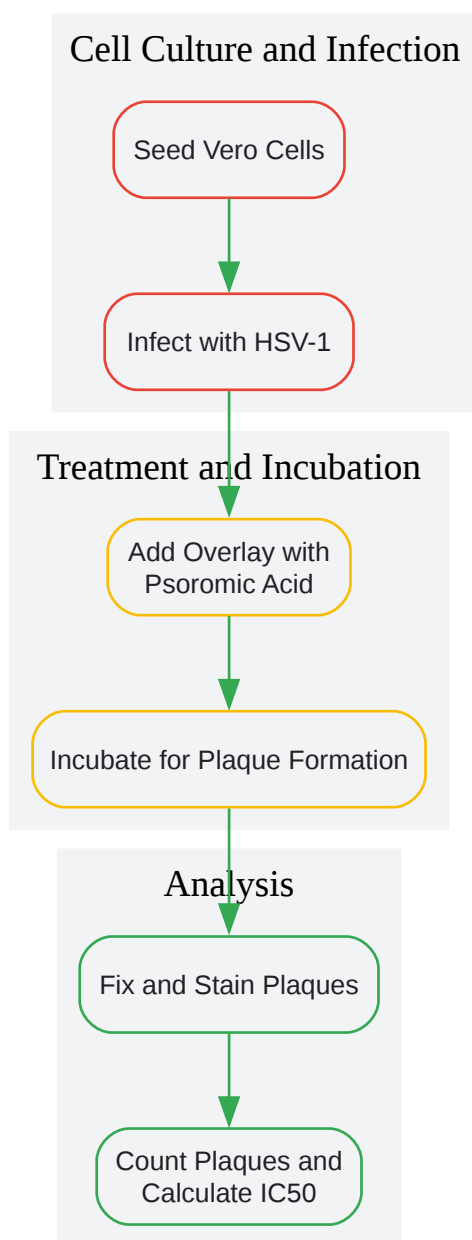 Cell Culture and Infection
Seed Vero Cells
Infect with HSV-1
Treatment and Incubation
Add Overlay with
Psoromic Acid
Incubate for Plaque Formation
Analysis
Fix and Stain Plaques
Count Plaques and
Calculate IC50